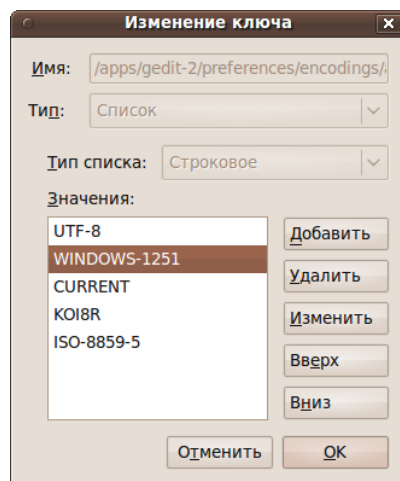 Изменение ключа
Имя: /apps/gedit-2/preferences/encodings/
Тип: Список
Тип списка: Строковое
Значения:
UTF-8
WINDOWS-1251
CURRENT
KOI8R
ISO-8859-5
Добавить
Удалить
Изменить
Вверх
Вниз
Отменить
OK